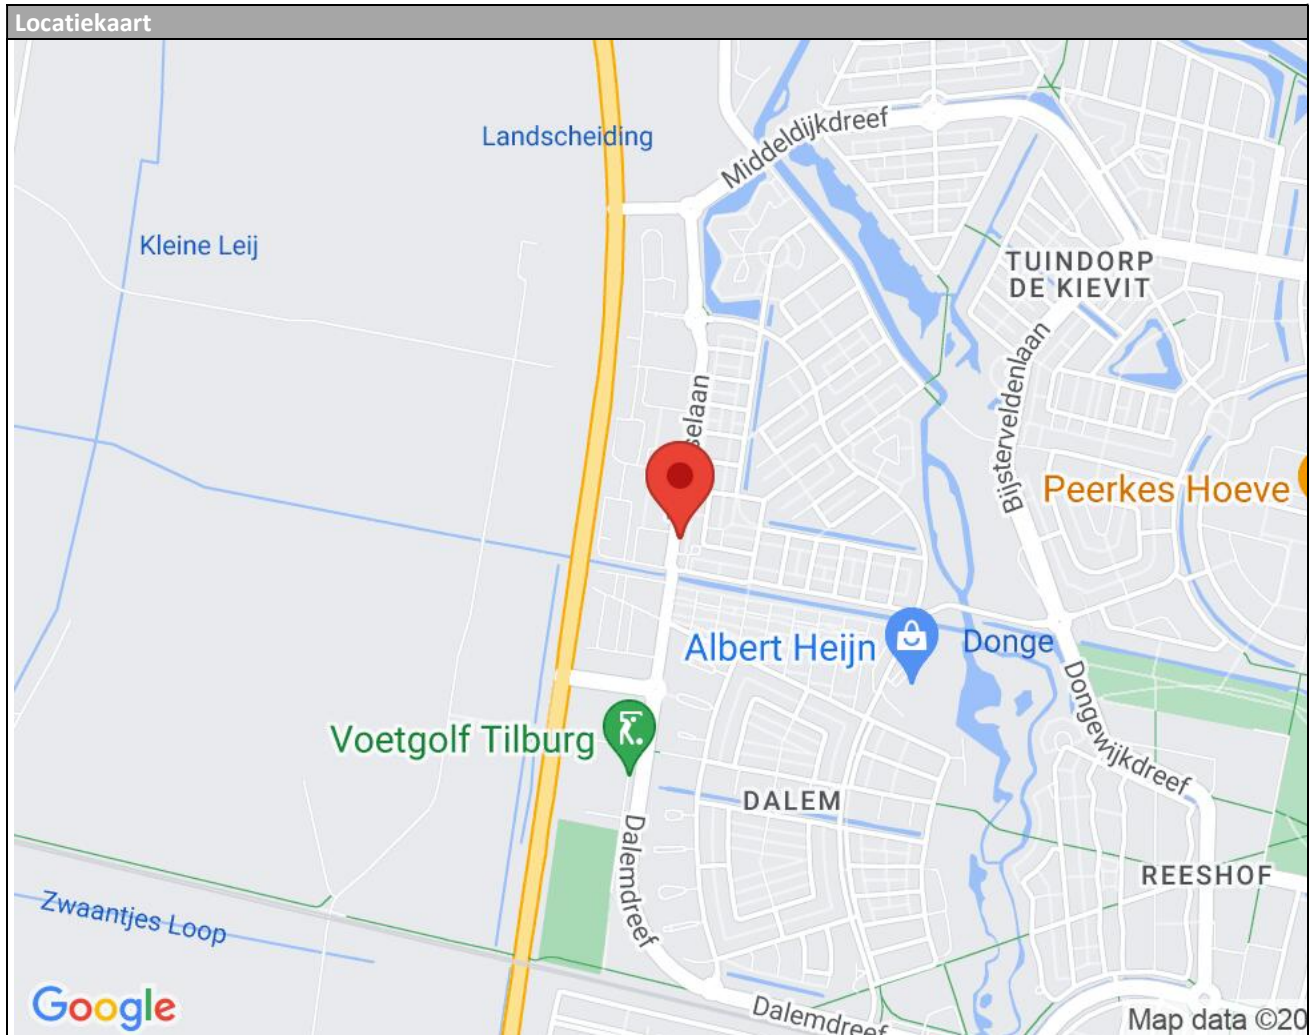 Locatiekaart
Landscheiding
Middeldijkdreef
Kleine Leij
TUINDORP
DE KIEVIT
Bijsterveldenlaan
Peerkes Hoeve
Albert Heijn
Donge
Voetgolf Tilburg
Dongewijkdreef
DALEM
Dalemdreef
REESHOF
Zwaantjes Loop
Google
Dalemdreef
Map data ©20